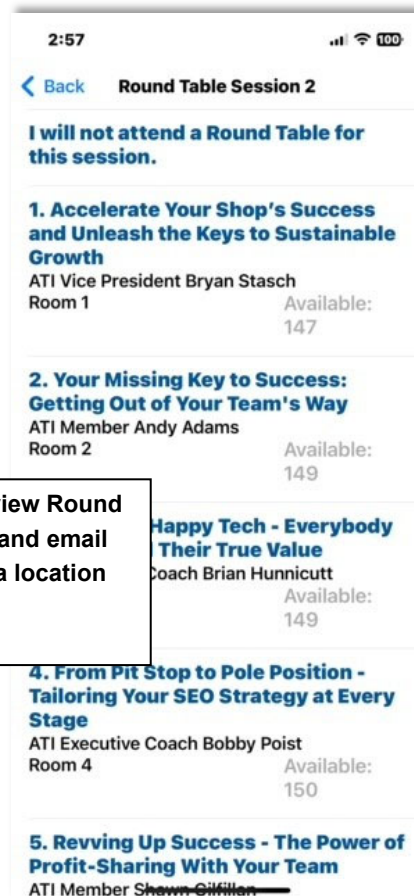 2:57
100
Back Round Table Session 2
I will not attend a Round Table for
this session.
1. Accelerate Your Shop's Success
and Unleash the Keys to Sustainable
Growth
ATI Vice President Bryan Stasch
Room 1 Available:
147
2. Your Missing Key to Success:
Getting Out of Your Team's Way
ATI Member Andy Adams
Room 2 Available:
149
view Round
and email
a location
Happy Tech - Everybody
Their True Value
Coach Brian Hunnicutt
Available:
149
4. From Pit Stop to Pole Position -
Tailoring Your SEO Strategy at Every
Stage
ATI Executive Coach Bobby Poist
Room 4 Available:
150
5. Revving Up Success - The Power of
Profit-Sharing With Your Team
ATI Member Shawn Gilfillan